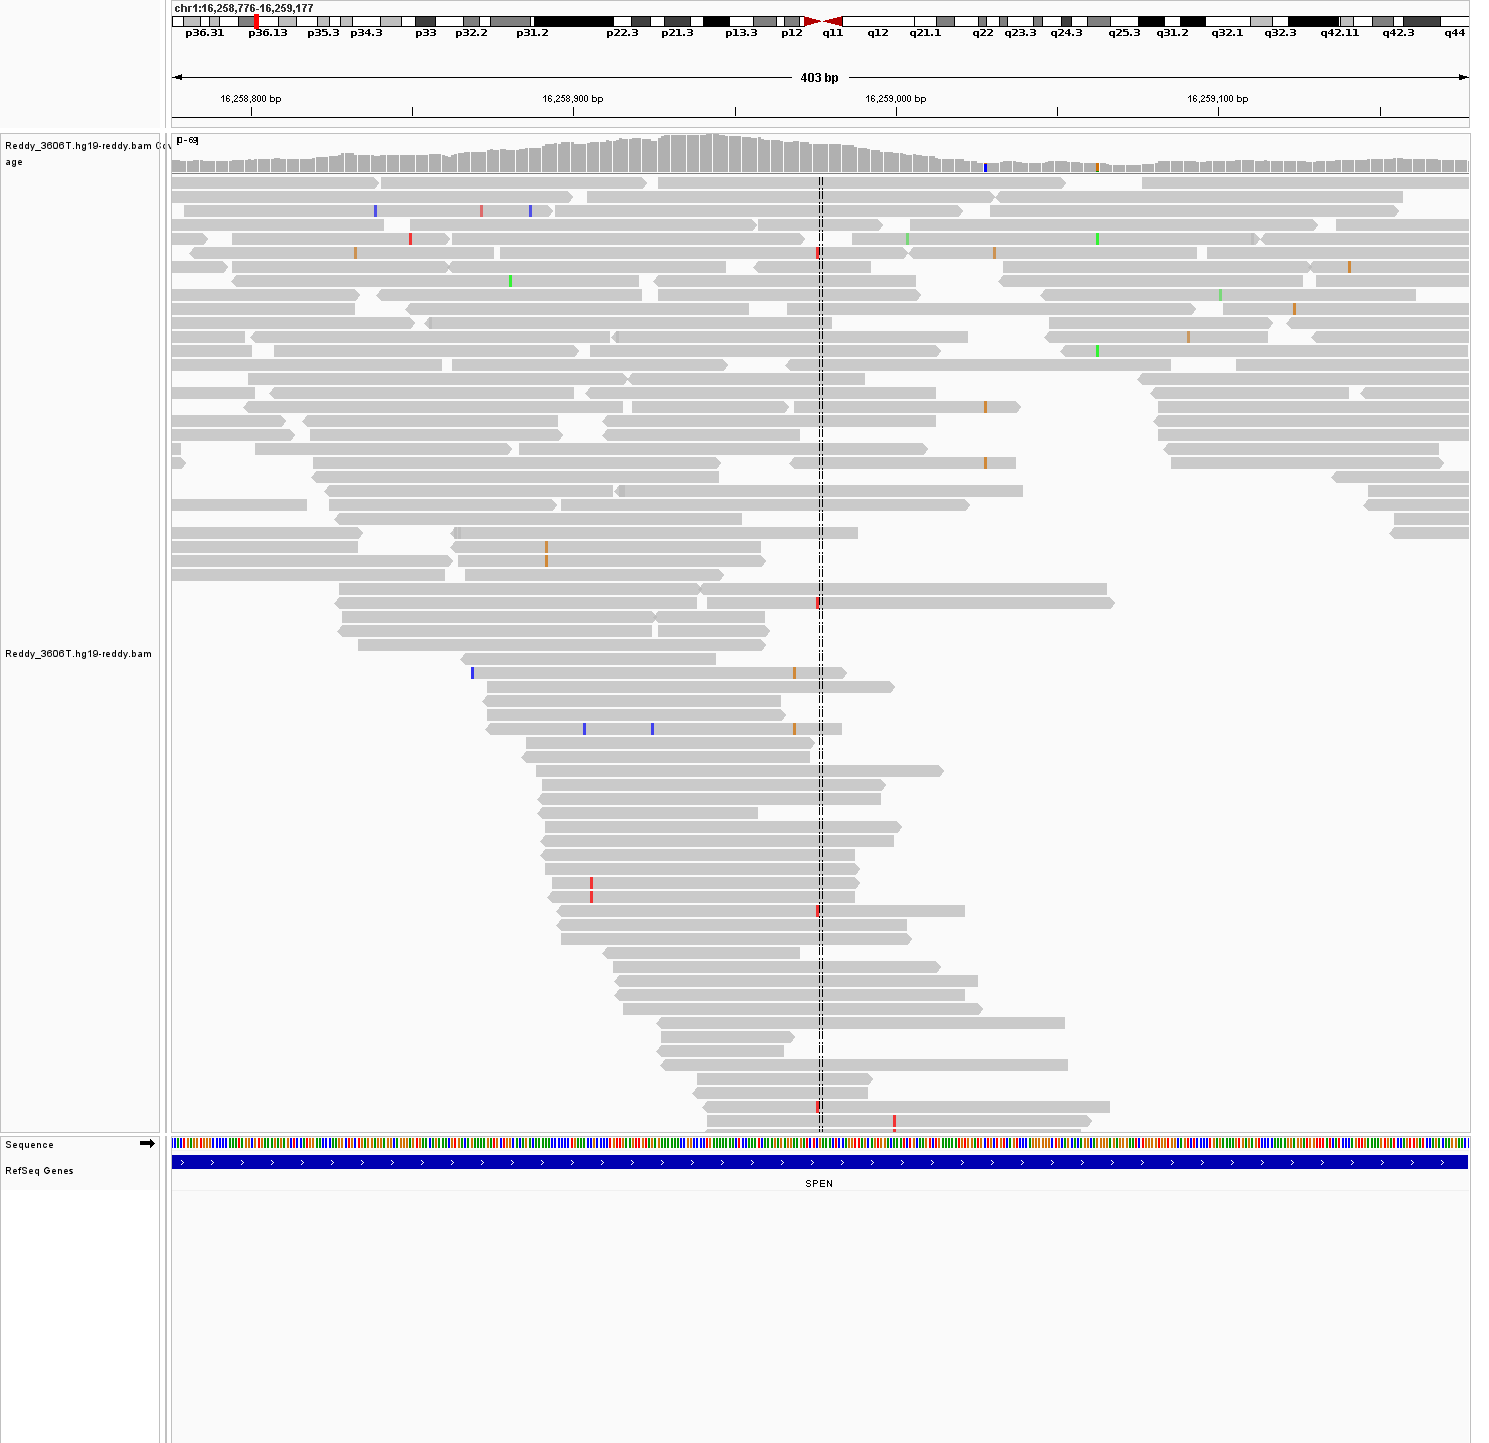 chr1:16,258,776-16,259,177
p36.31 p36.13 p35.3 p34.3 p33 p32.2 p31.2 p22.3 p21.3 p13.3 p12 q11 q12 q21.1 q22 q23.3 q24.3 q25.3 q31.2 q32.1 q32.3 q42.11 q42.3 q44
403 bp
16,258,800 bp 16,258,900 bp 16,259,000 bp 16,259,100 bp
Reddy_3606T.hg19-reddy.bam Cov
age
[0-69]
Reddy_3606T.hg19-reddy.bam
Sequence
RefSeq Genes
SPEN